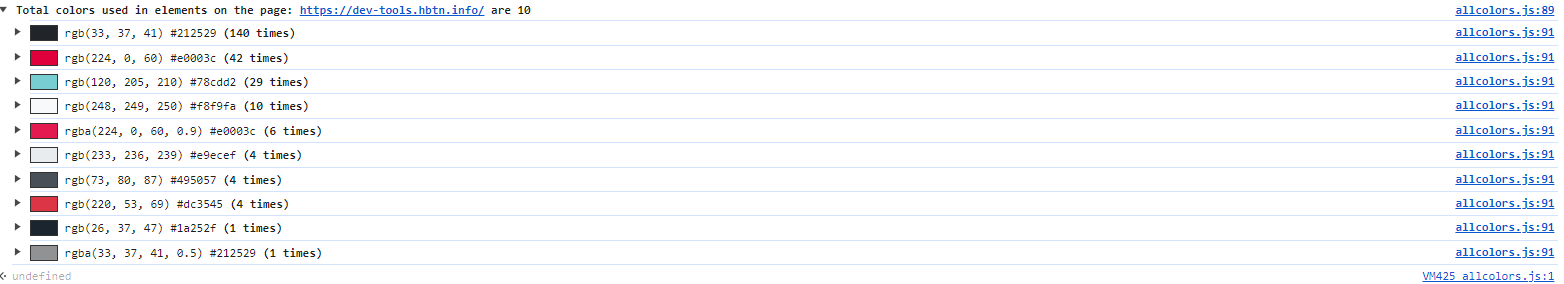 Total colors used in elements on the page: https://dev-tools.hbtn.info/ are 10 allcolors.js:89
rgb(33, 37, 41) #212529 (140 times) allcolors.js:91
rgb(224, 0, 60) #e0003c (42 times) allcolors.js:91
rgb(120, 205, 210) #78cdd2 (29 times) allcolors.js:91
rgb(248, 249, 250) #f8f9fa (10 times) allcolors.js:91
rgba(224, 0, 60, 0.9) #e0003c (6 times) allcolors.js:91
rgb(233, 236, 239) #e9ecef (4 times) allcolors.js:91
rgb(73, 80, 87) #495057 (4 times) allcolors.js:91
rgb(220, 53, 69) #dc3545 (4 times) allcolors.js:91
rgb(26, 37, 47) #1a252f (1 times) allcolors.js:91
rgba(33, 37, 41, 0.5) #212529 (1 times) allcolors.js:91
undefined VM425 allcolors.js:1